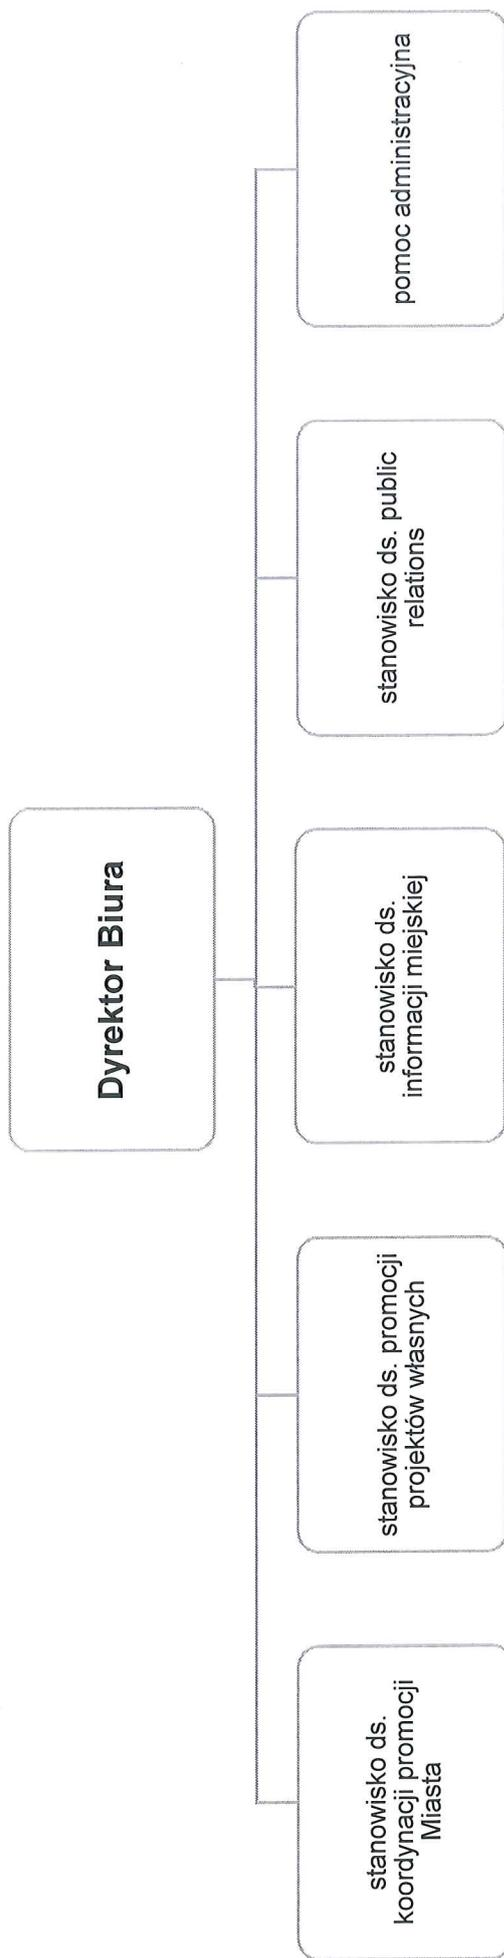 Dyrektor Biura
stanowisko ds.
koordynacji promocji
Miasta
stanowisko ds. promocji
projektów własnych
stanowisko ds.
informacji miejskiej
stanowisko ds. public
relations
pomoc administracyjna